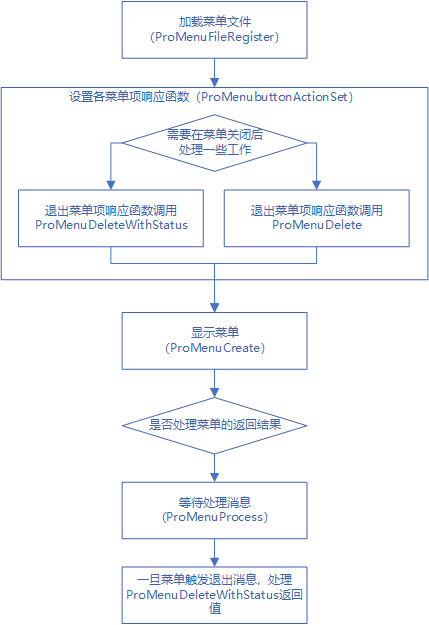 加载菜单文件
(ProMenuFileRegister)
设置各菜单项响应函数（ProMenubuttonActionSet）
需要在菜单关闭后
处理一些工作
退出菜单项响应函数调用
ProMenuDeleteWithStatus
退出菜单项响应函数调用
ProMenuDelete
显示菜单
(ProMenuCreate)
是否处理菜单的返回结果
等待处理消息
(ProMenuProcess)
一旦菜单触发退出消息，处理
ProMenuDeleteWithStatus返回
值